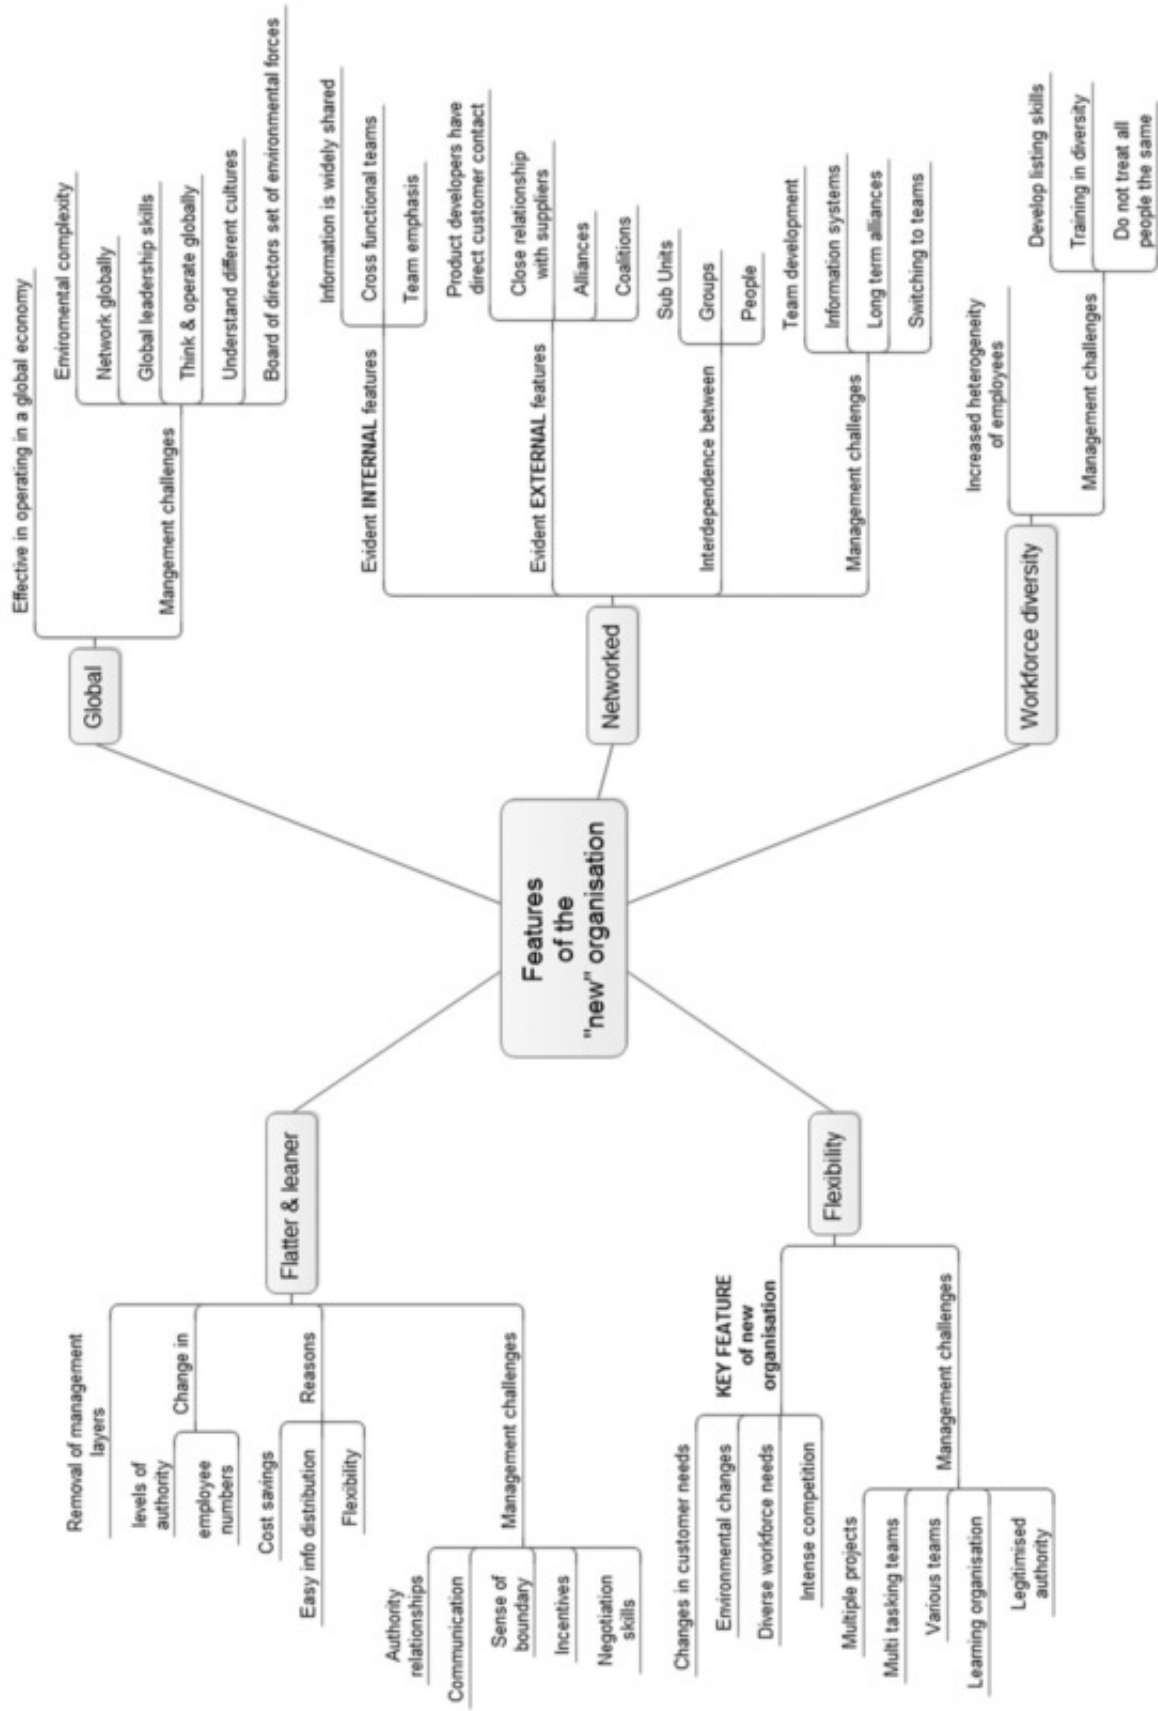 Features
of the
"new" organisation
Flatter & leaner
Removal of management
layers
Change in
levels of
authority
employee
numbers
Reasons
Cost savings
Easy info distribution
Flexibility
Management challenges
Authority
relationships
Communication
Sense of
boundary
Incentives
Negotiation
skills
Flexibility
KEY FEATURE
of new
organisation
Changes in customer needs
Environmental changes
Diverse workforce needs
Intense competition
Management challenges
Multiple projects
Multi tasking teams
Various teams
Learning organisation
Legitimised
authority
Global
Effective in operating in a global economy
Mangement challenges
Enviromental complexity
Network globally
Global leadership skills
Think & operate globally
Understand different cultures
Board of directors set of environmental forces
Networked
Evident INTERNAL features
Information is widely shared
Cross functional teams
Team emphasis
Evident EXTERNAL features
Product developers have
direct customer contact
Close relationship
with suppliers
Alliances
Coalitions
Interdependence between
Sub Units
Groups
People
Management challenges
Team development
Information systems
Long term alliances
Switching to teams
Workforce diversity
Increased heterogeneity
of employees
Management challenges
Develop listing skills
Training in diversity
Do not treat all
people the same